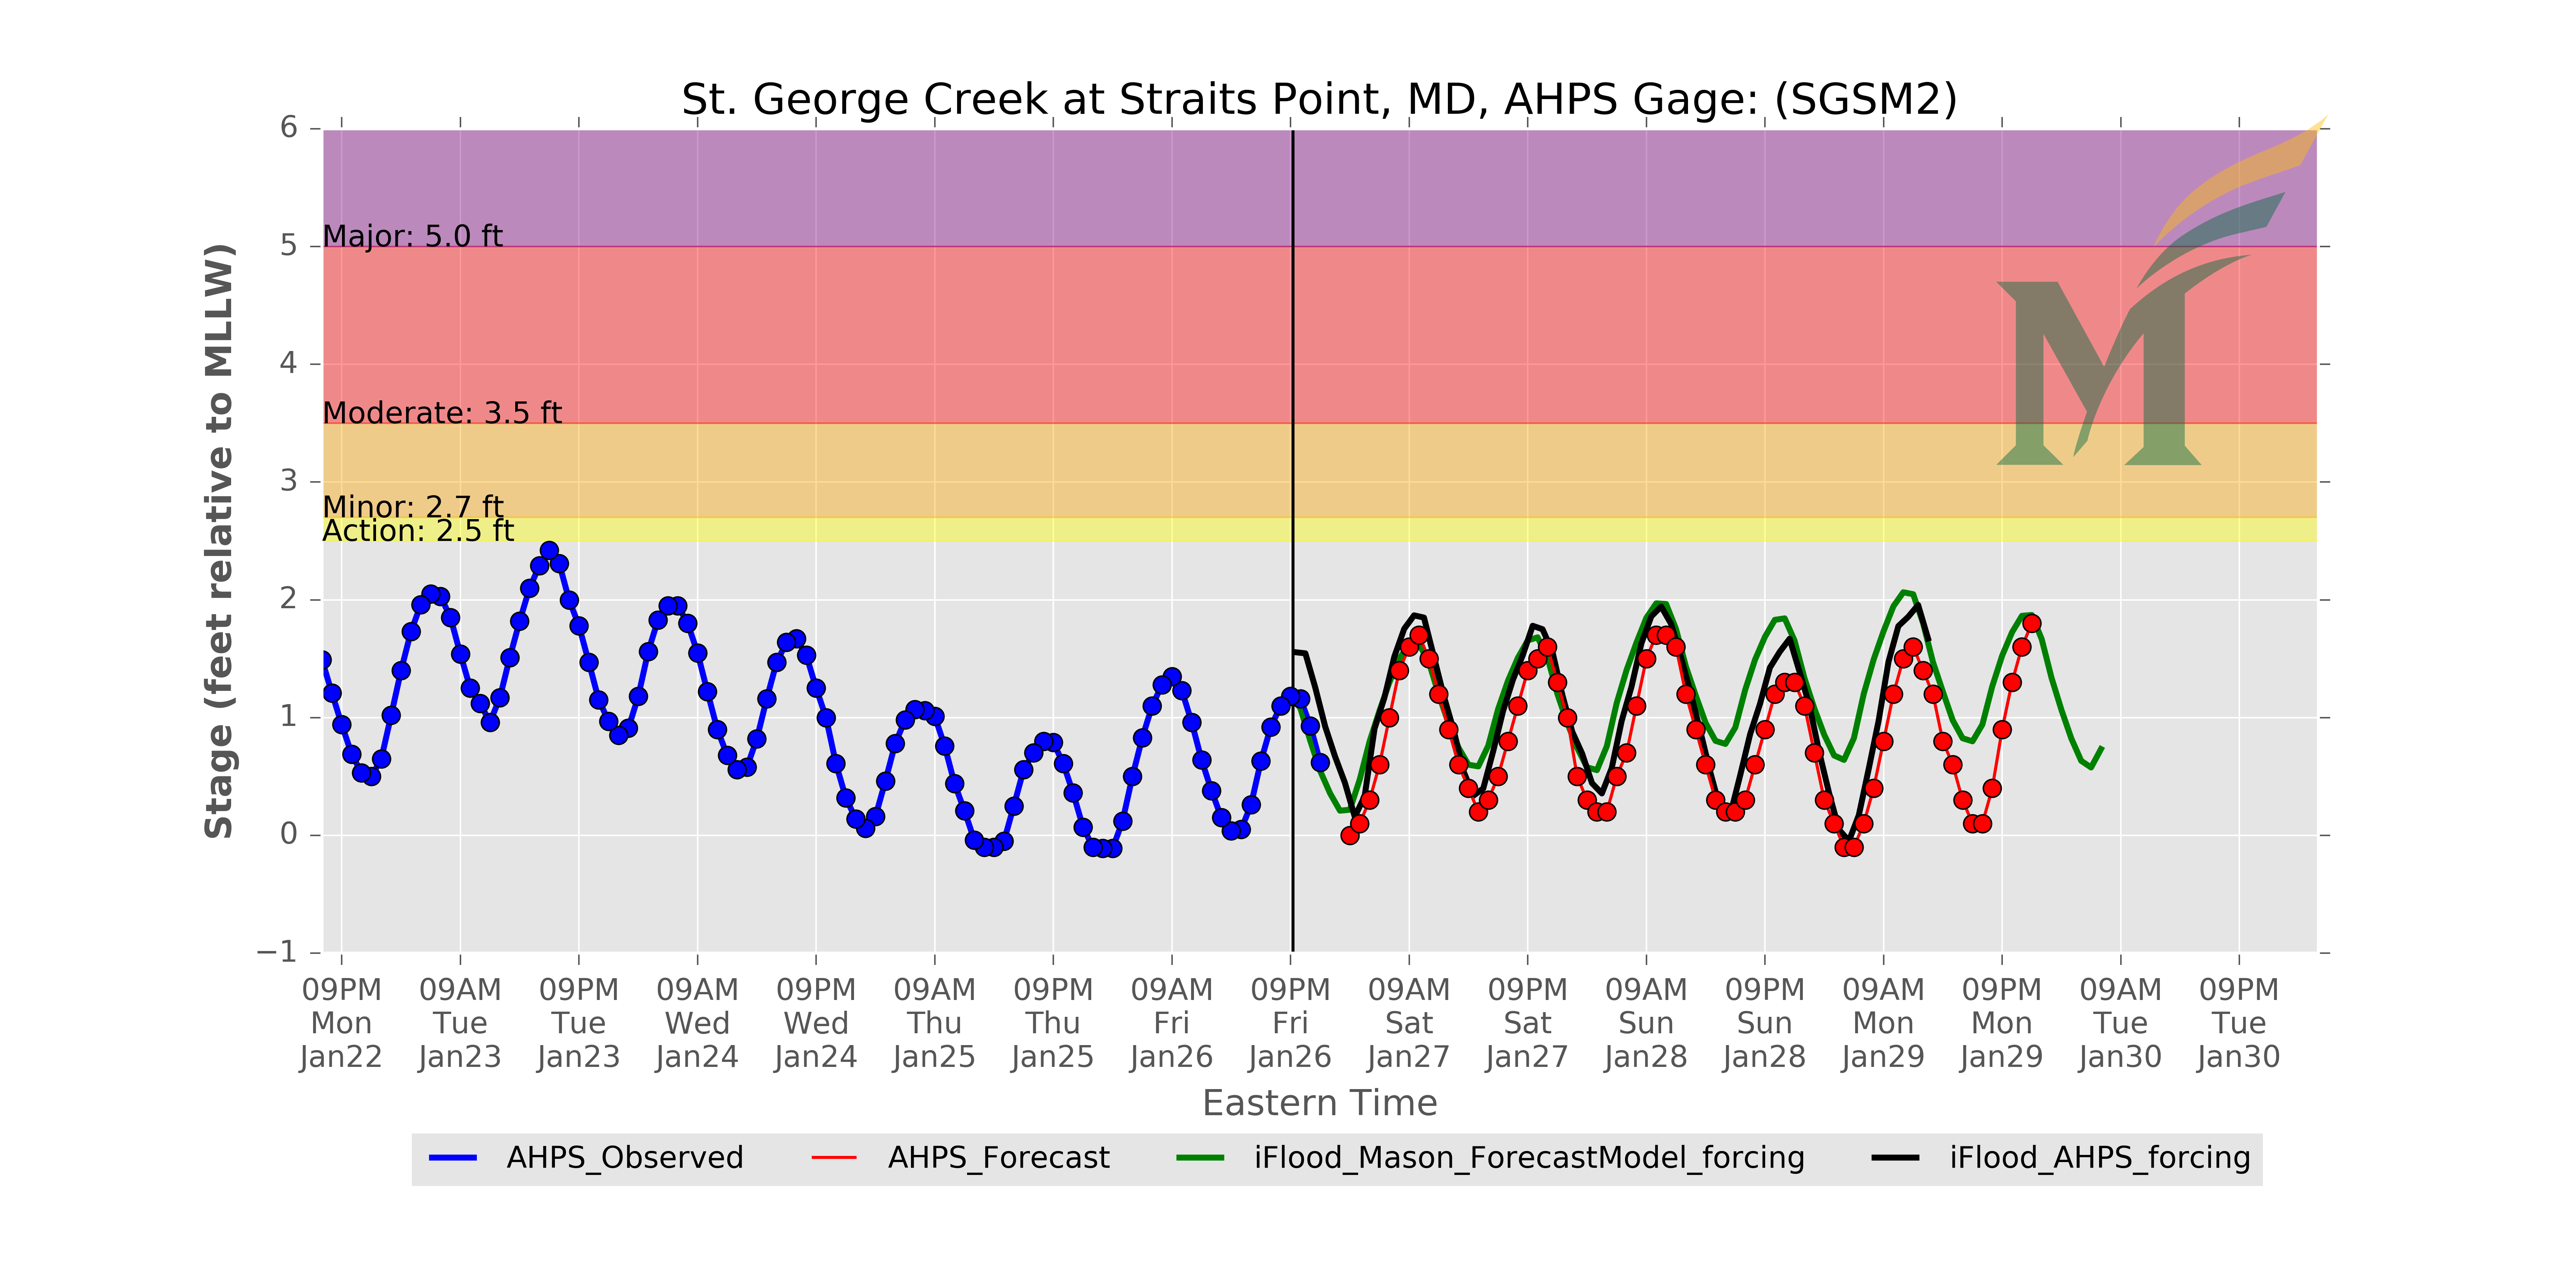 St. George Creek at Straits Point, MD, AHPS Gage: (SGSM2)
Stage (feet relative to MLLW)
6
5
4
3
2
1
0
−1
Major: 5.0 ft
Moderate: 3.5 ft
Minor: 2.7 ft
Action: 2.5 ft
M
09PM 09AM 09PM 09AM 09PM 09AM 09PM 09AM 09PM 09AM 09PM 09AM 09PM 09AM 09PM 09AM 09PM
Mon Tue Tue Wed Wed Thu Thu Fri Fri Sat Sat Sun Sun Mon Mon Tue Tue
Jan22 Jan23 Jan23 Jan24 Jan24 Jan25 Jan25 Jan26 Jan26 Jan27 Jan27 Jan28 Jan28 Jan29 Jan29 Jan30 Jan30
Eastern Time
AHPS_Observed AHPS_Forecast iFlood_Mason_ForecastModel_forcing iFlood_AHPS_forcing